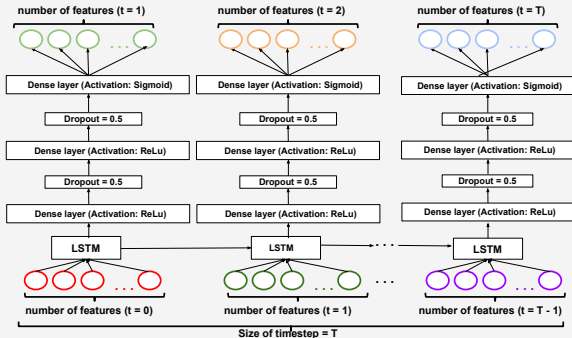 number of features (t = 1) number of features (t = 2) number of features (t = T)
... ... ...
Dense layer (Activation: Sigmoid) Dense layer (Activation: Sigmoid) Dense layer (Activation: Sigmoid)
Dropout = 0.5 Dropout = 0.5 Dropout = 0.5
Dense layer (Activation: ReLu) Dense layer (Activation: ReLu) Dense layer (Activation: ReLu)
Dropout = 0.5 Dropout = 0.5 Dropout = 0.5
Dense layer (Activation: ReLu) Dense layer (Activation: ReLu) Dense layer (Activation: ReLu)
LSTM LSTM ... LSTM
... ... ... ...
number of features (t = 0) number of features (t = 1) number of features (t = T - 1)
Size of timestep = T